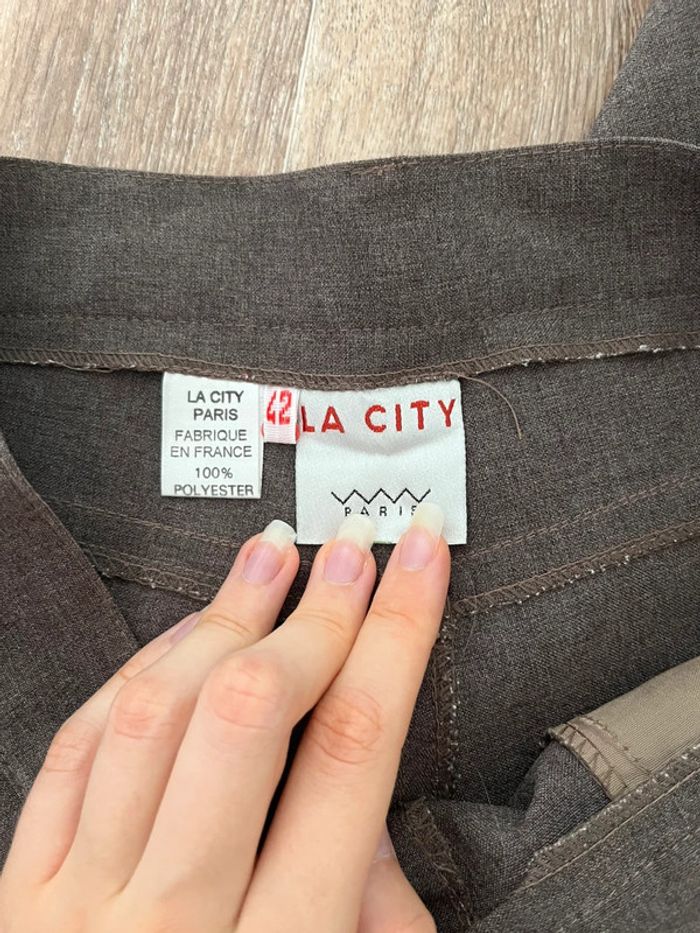 LA CITY
PARIS
FABRIQUE
EN FRANCE
100%
POLYESTER
42
LA CITY
PARIS